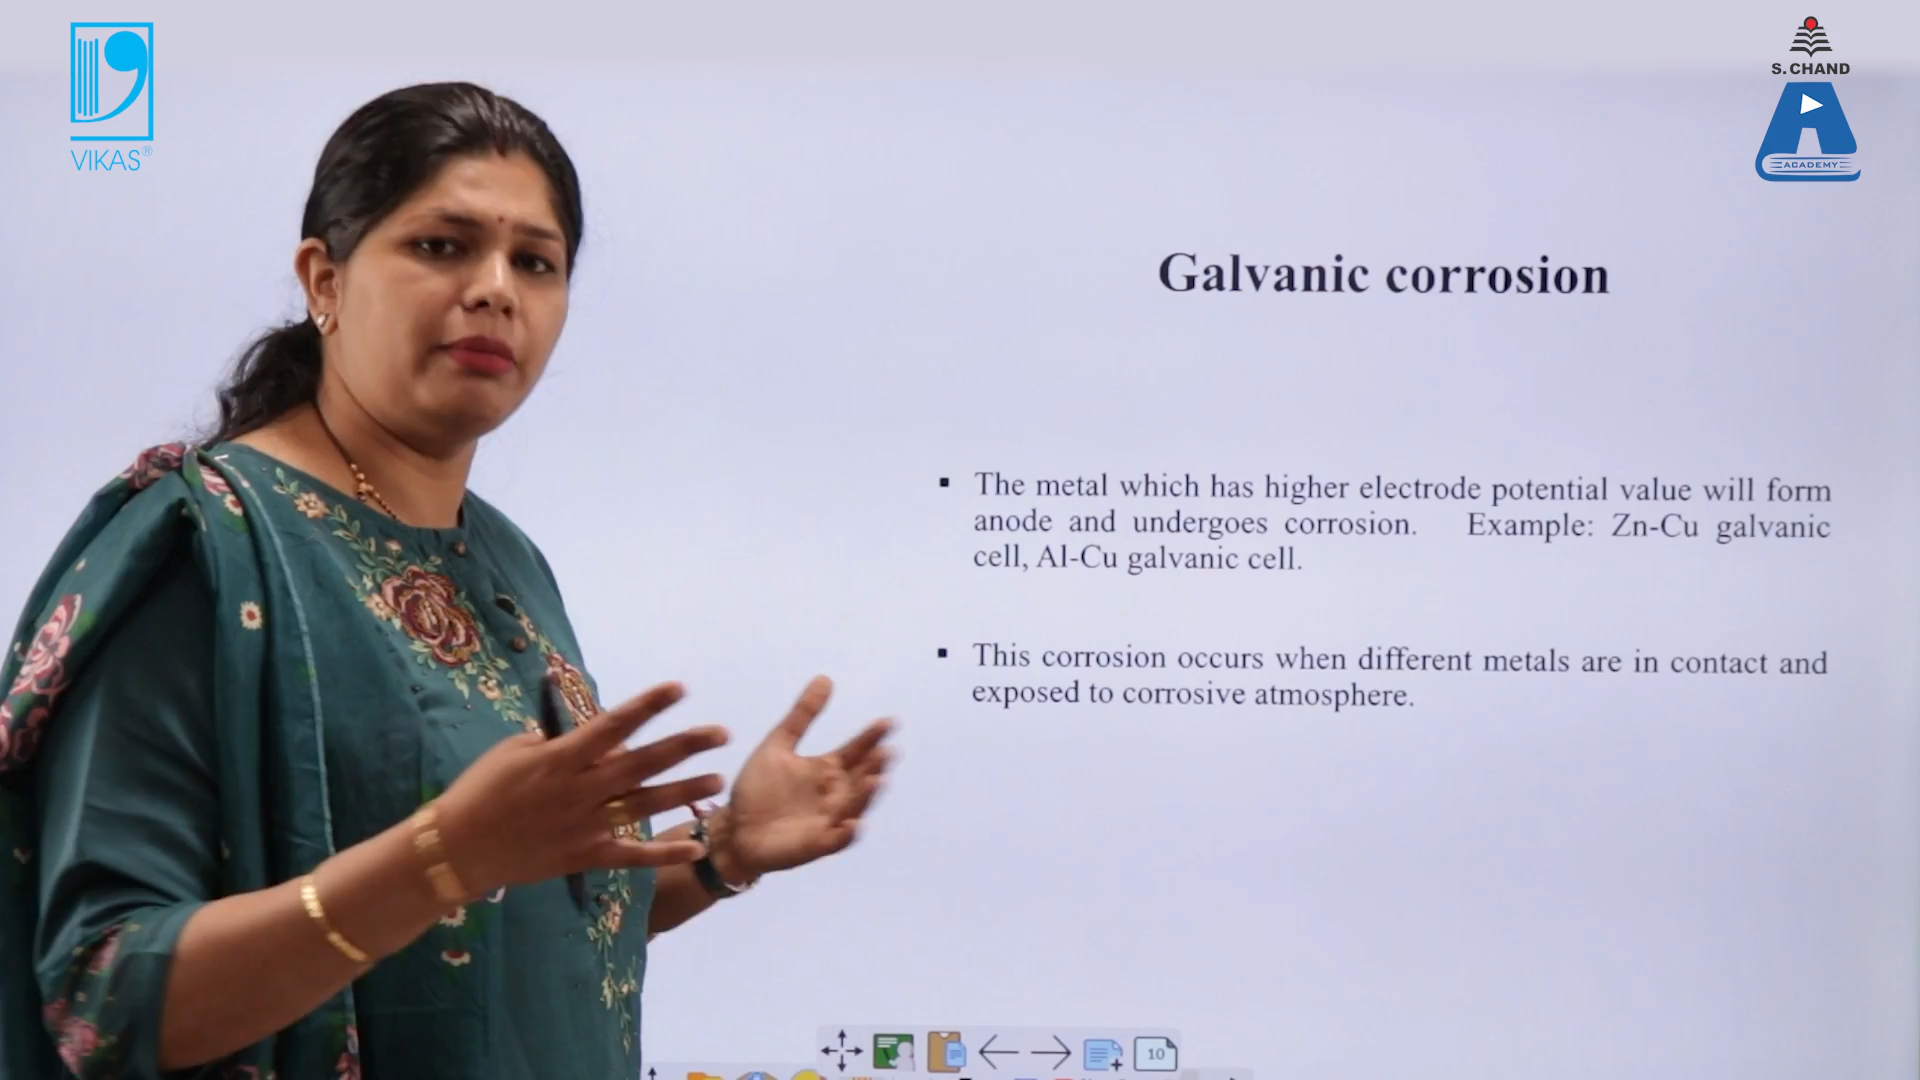 VIKAS®
S. CHAND
ACADEMY
Galvanic corrosion
▪ The metal which has higher electrode potential value will form
anode and undergoes corrosion. Example: Zn-Cu galvanic
cell, Al-Cu galvanic cell.
▪ This corrosion occurs when different metals are in contact and
exposed to corrosive atmosphere.
10